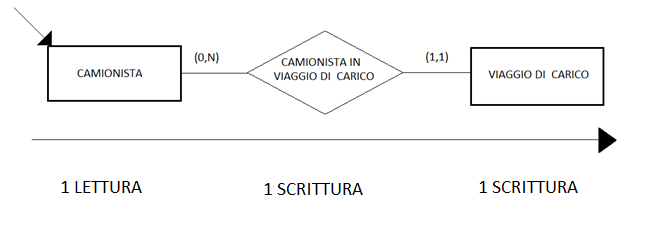 CAMIONISTA
(0,N)
CAMIONISTA IN
VIAGGIO DI CARICO
(1,1)
VIAGGIO DI CARICO
1 LETTURA
1 SCRITTURA
1 SCRITTURA